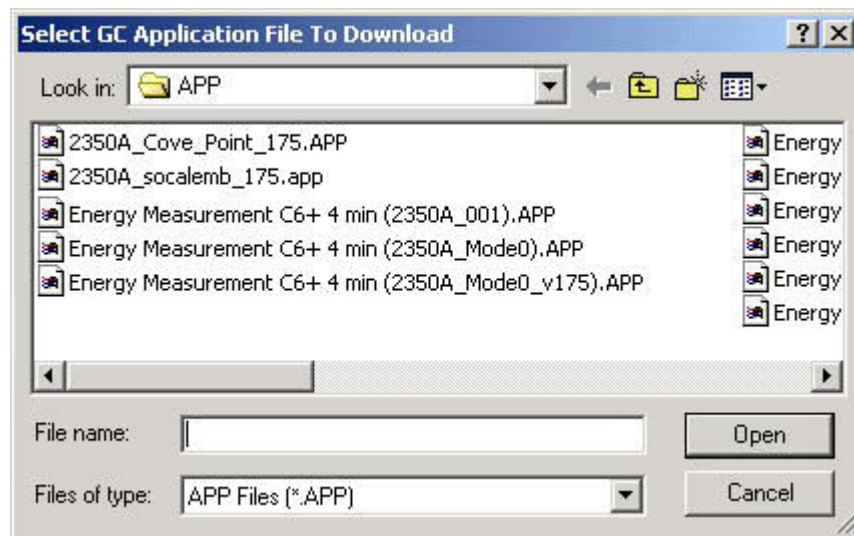 Select GC Application File To Download
Look in: APP
2350A_Cove_Point_175.APP
2350A_socalemb_175.app
Energy Measurement C6+ 4 min (2350A_001).APP
Energy Measurement C6+ 4 min (2350A_Mode0).APP
Energy Measurement C6+ 4 min (2350A_Mode0_v175).APP
Energy
Energy
Energy
Energy
Energy
Energy
File name:
Open
Files of type: APP Files (*.APP)
Cancel